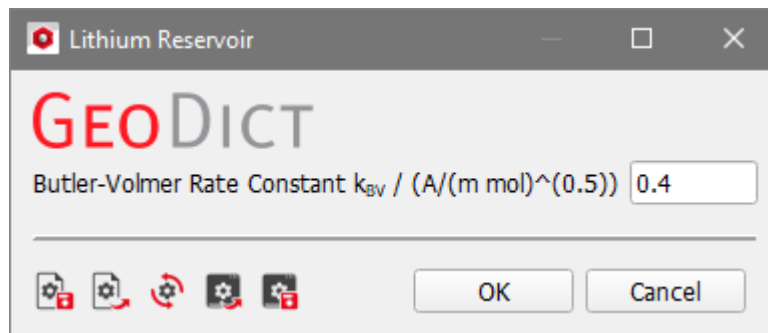 Lithium Reservoir
GEODICT
Butler-Volmer Rate Constant kBV / (A/(m mol)^(0.5)) 0.4
OK Cancel